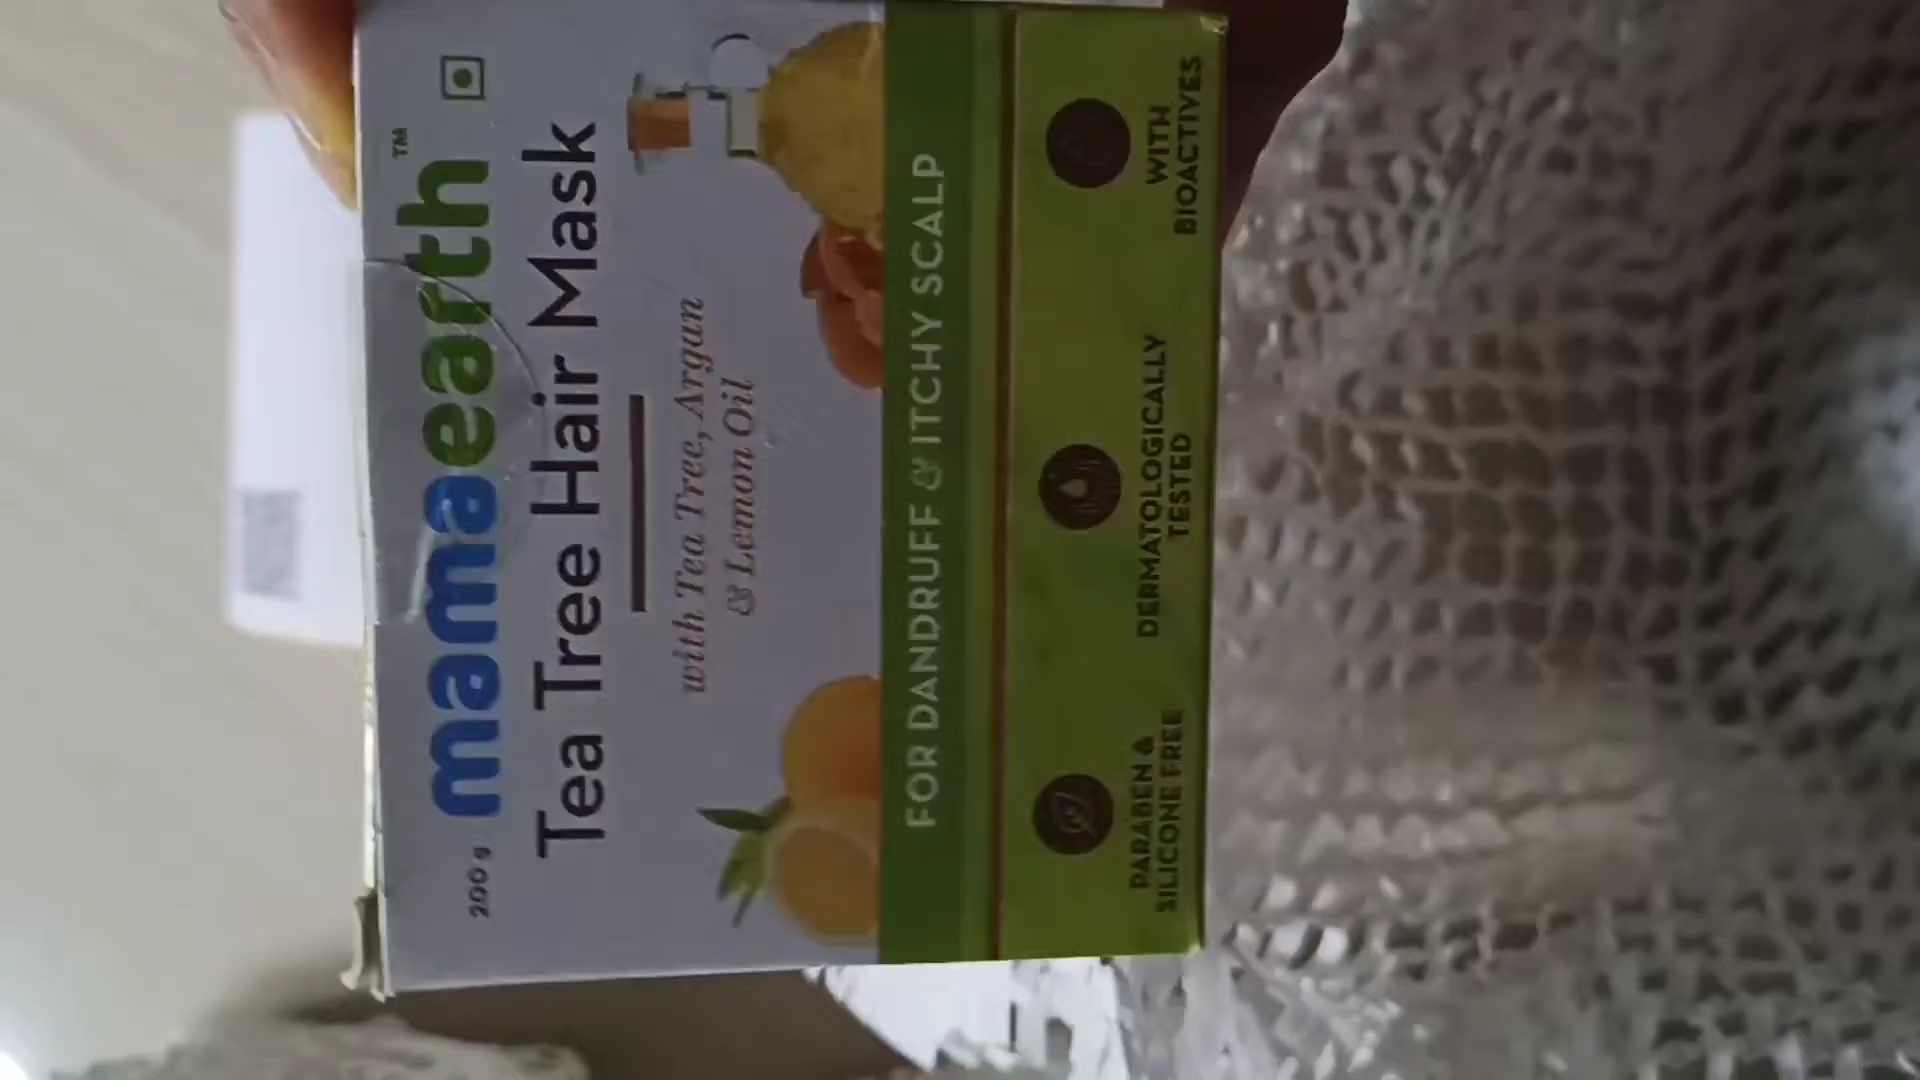 200 g
mamaearth™
Tea Tree Hair Mask
with Tea Tree, Argan
& Lemon Oil
FOR DANDRUFF & ITCHY SCALP
PARABEN &
SILICONE FREE
DERMATOLOGICALLY
TESTED
WITH
BIOACTIVES